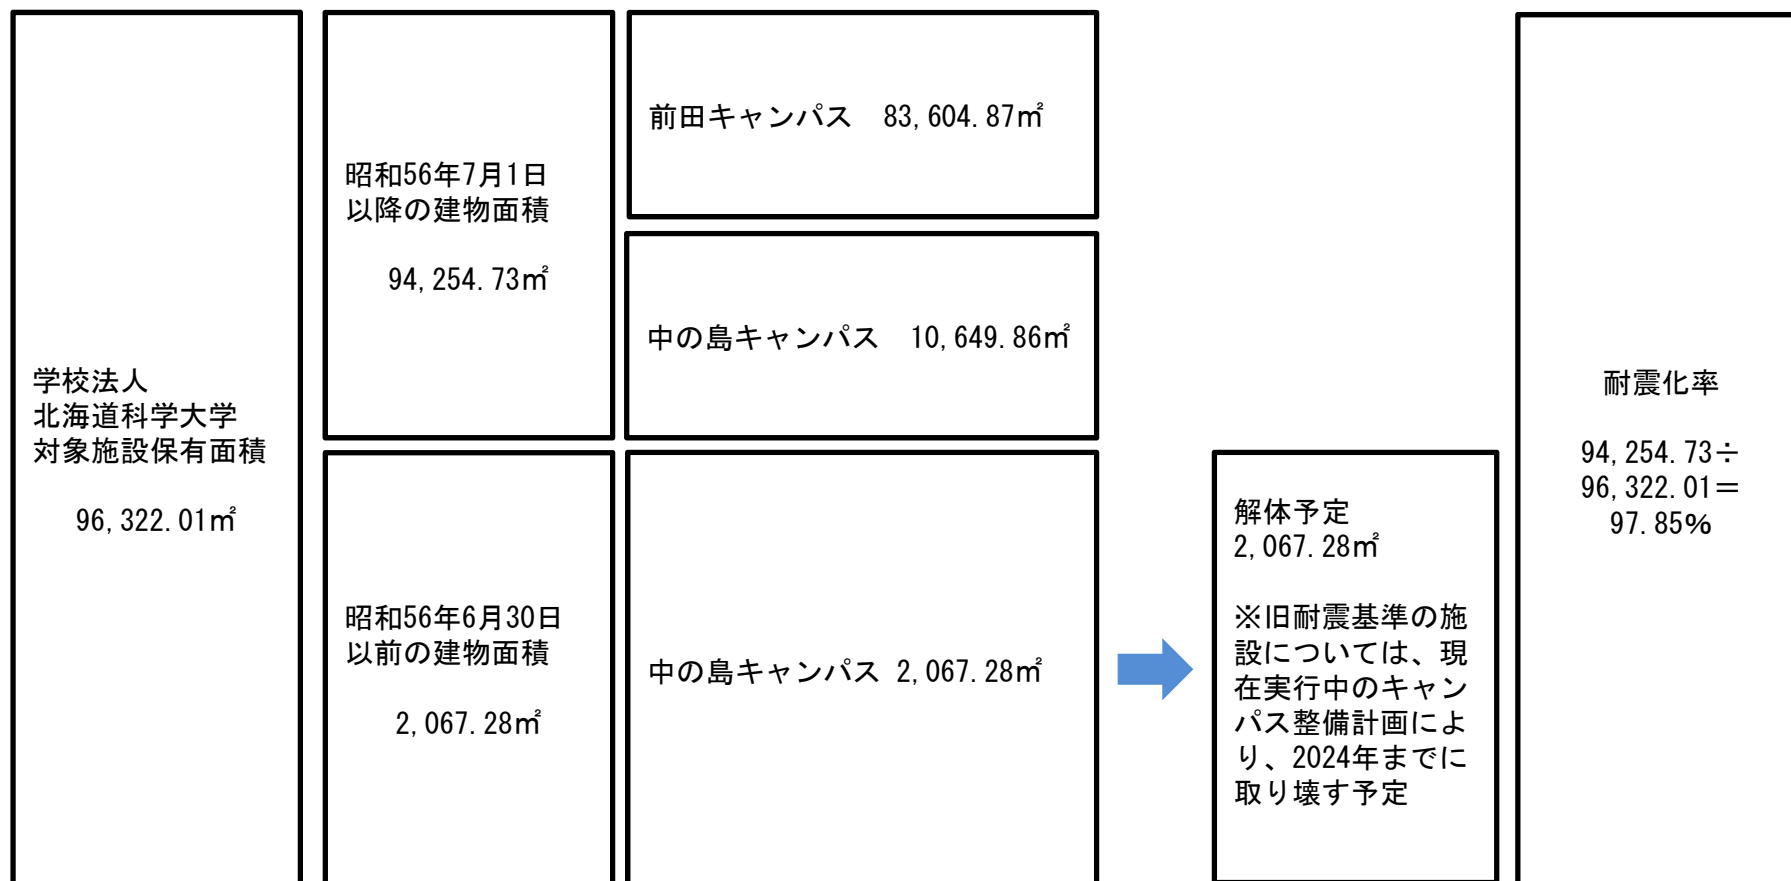 学校法人
北海道科学大学
対象施設保有面積
96,322.01㎡
昭和56年7月1日
以降の建物面積
94,254.73㎡
前田キャンパス　83,604.87㎡
中の島キャンパス　10,649.86㎡
昭和56年6月30日
以前の建物面積
2,067.28㎡
中の島キャンパス 2,067.28㎡
解体予定
2,067.28㎡
※旧耐震基準の施
設については、現
在実行中のキャン
パス整備計画によ
り、2024年までに
取り壊す予定
耐震化率
94,254.73÷
96,322.01＝
97.85%